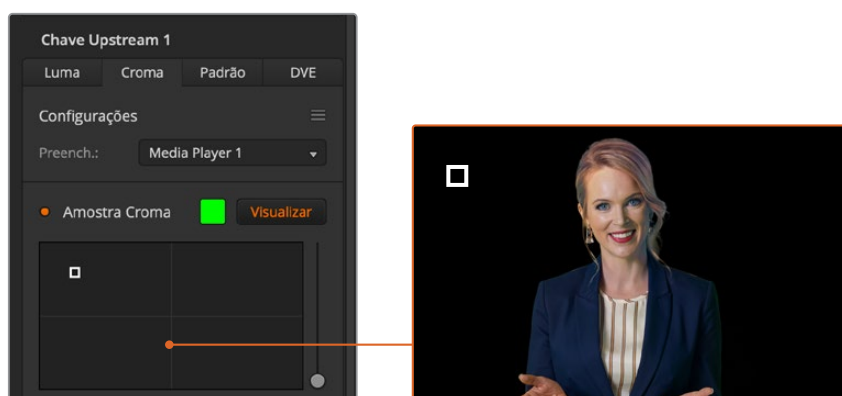 Chave Upstream 1
Luma Croma Padrão DVE
Configurações
Preench.: Media Player 1
Amostra Croma Visualizar